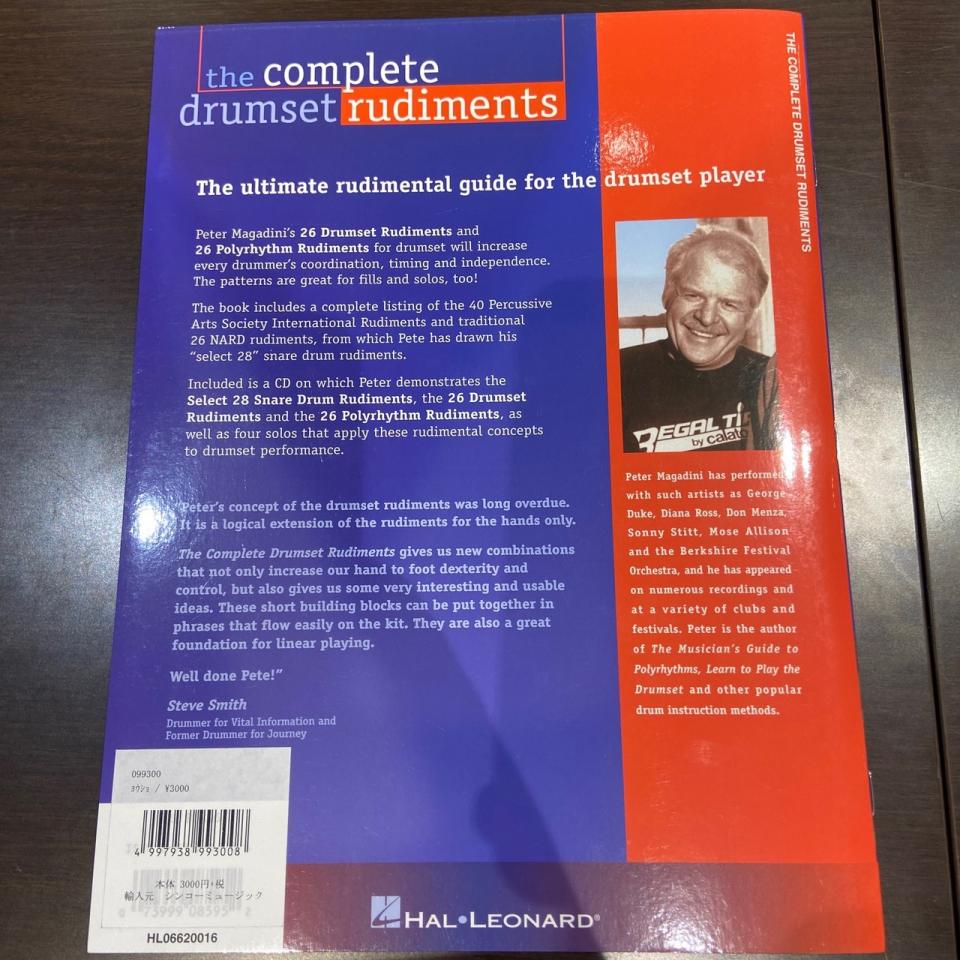 the complete
drumset rudiments
The ultimate rudimental guide for the drumset player
Peter Magadini's 26 Drumset Rudiments and
26 Polyrhythm Rudiments for drumset will increase
every drummer's coordination, timing and independence.
The patterns are great for fills and solos, too!
The book includes a complete listing of the 40 Percussive
Arts Society International Rudiments and traditional
26 NARD rudiments, from which Pete has drawn his
"select 28" snare drum rudiments.
Included is a CD on which Peter demonstrates the
Select 28 Snare Drum Rudiments, the 26 Drumset
Rudiments and the 26 Polyrhythm Rudiments, as
well as four solos that apply these rudimental concepts
to drumset performance.
"Peter's concept of the drumset rudiments was long overdue.
It is a logical extension of the rudiments for the hands only.
The Complete Drumset Rudiments gives us new combinations
that not only increase our hand to foot dexterity and
control, but also gives us some very interesting and usable
ideas. These short building blocks can be put together in
phrases that flow easily on the kit. They are also a great
foundation for linear playing.
Well done Pete!"
Steve Smith
Drummer for Vital Information and
Former Drummer for Journey
REGAL TIP
by calato
Peter Magadini has performed
with such artists as George
Duke, Diana Ross, Don Menza,
Sonny Stitt, Mose Allison
and the Berkshire Festival
Orchestra, and he has appeared
on numerous recordings and
at a variety of clubs and
festivals. Peter is the author
of The Musician's Guide to
Polyrhythms, Learn to Play the
Drumset and other popular
drum instruction methods.
THE COMPLETE DRUMSET RUDIMENTS
099300
ヨウショ / ¥3000
4 997938 993008
本体 3000円+税
輸入元 シンコーミュージック
0 73999 08595 2
HL06620016
HAL•LEONARD®